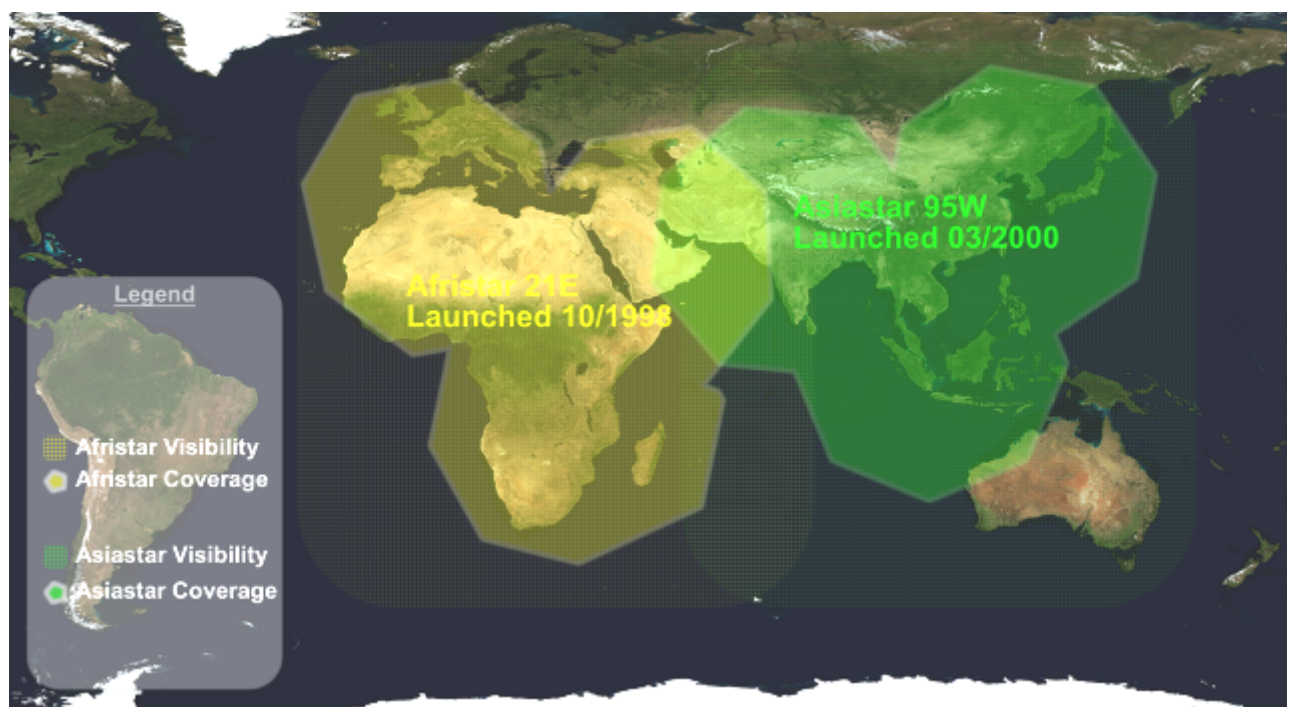 Asiastar 95W
Launched 03/2000
Afristar 21E
Launched 10/1998
Legend
Afristar Visibility
Afristar Coverage
Asiastar Visibility
Asiastar Coverage